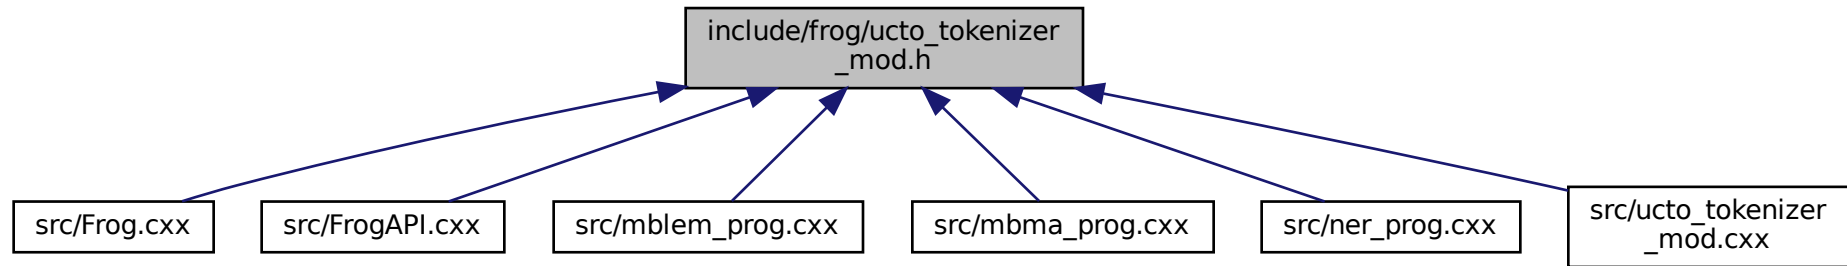 include/frog/ucto_tokenizer
_mod.h
src/Frog.cxx
src/FrogAPI.cxx
src/mblem_prog.cxx
src/mbma_prog.cxx
src/ner_prog.cxx
src/ucto_tokenizer
_mod.cxx